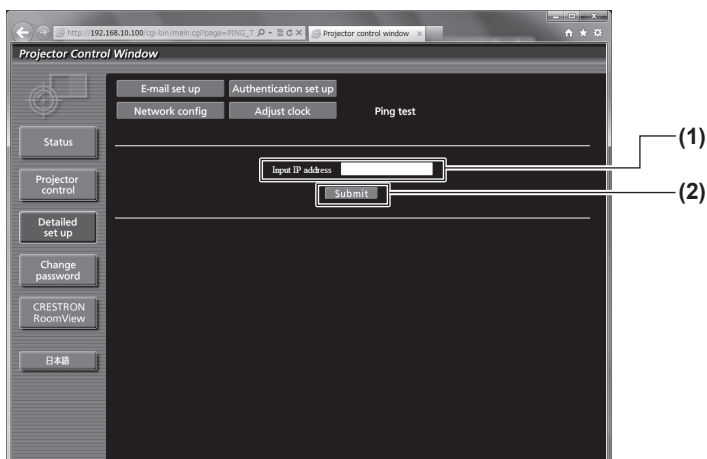 http://192.168.10.100/cgi-bin/main.cgi?page=PING_T
Projector control window
Projector Control Window
E-mail set up
Authentication set up
Network config
Adjust clock
Ping test
Status
Projector
control
Detailed
set up
Change
password
CRESTRON
RoomView
日本語
Input IP address
Submit
(1)
(2)